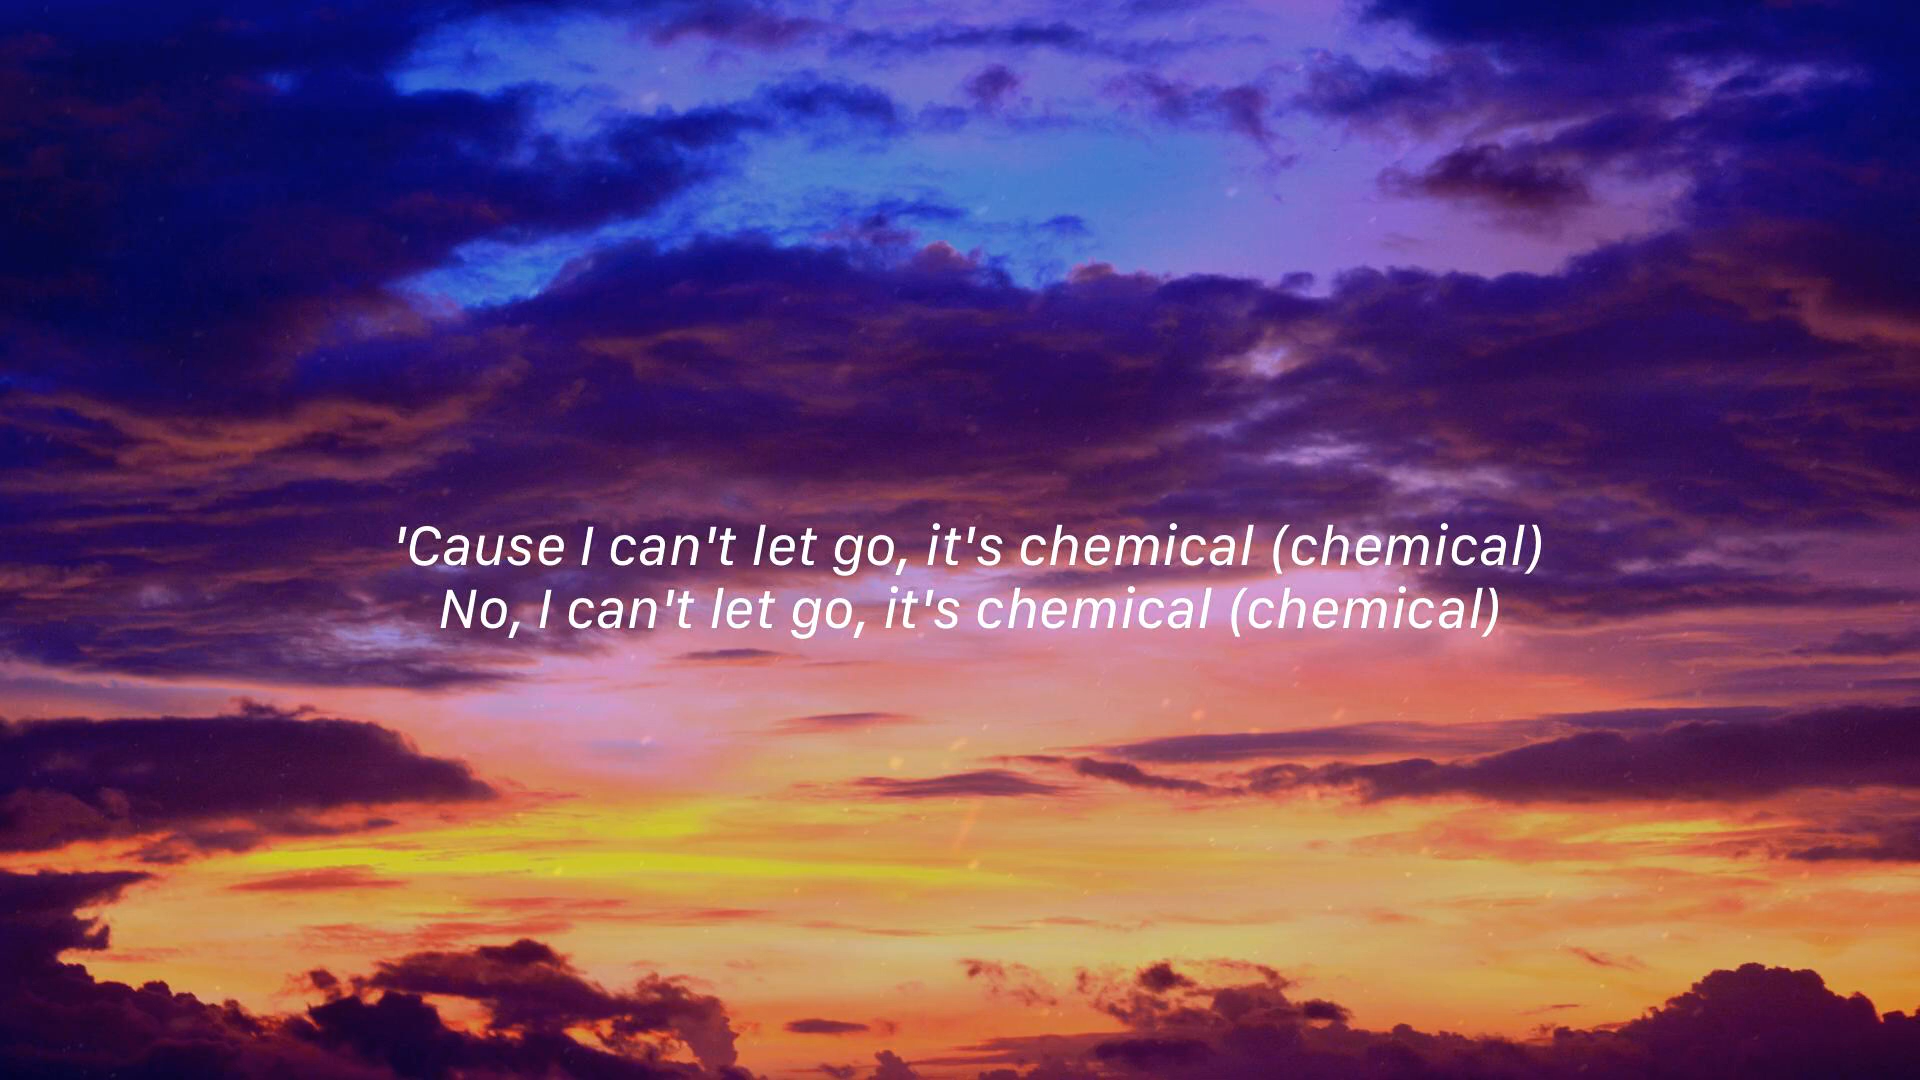 'Cause I can't let go, it's chemical (chemical)
No, I can't let go, it's chemical (chemical)